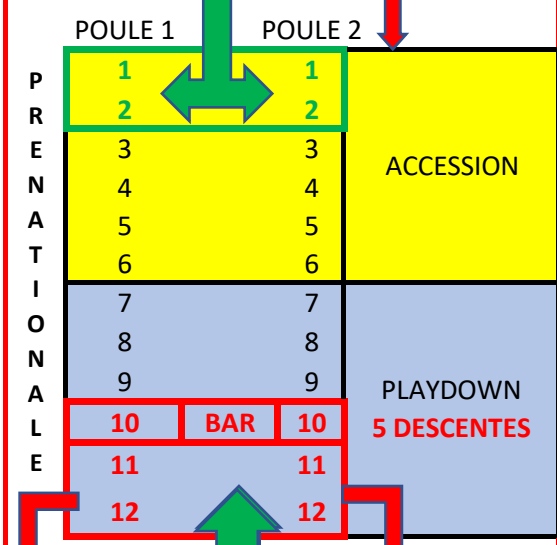 POULE 1 POULE 2
PRENATIONALE
1 1
2 2
3 3
4 4
5 5
6 6
ACCESSION
7 7
8 8
9 9
10 BAR 10
11 11
12 12
PLAYDOWN
5 DESCENTES